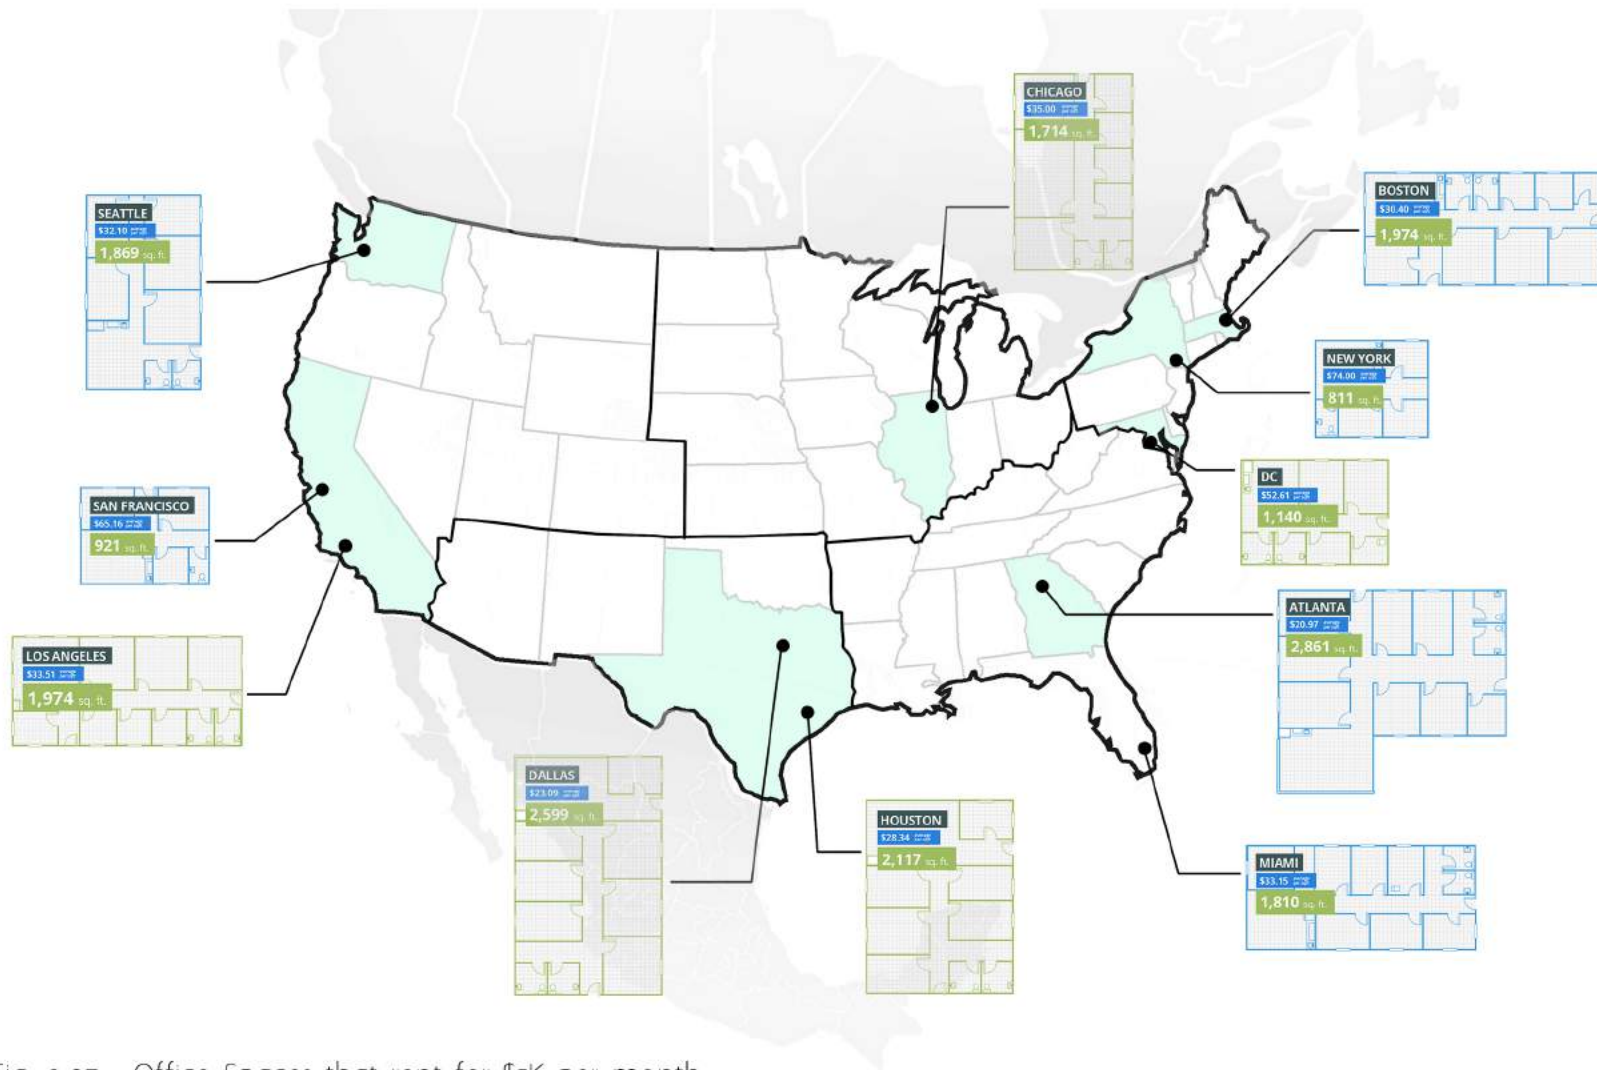 CHICAGO
$35.00
1,714 sq. ft.
BOSTON
$30.40
1,974 sq. ft.
SEATTLE
$32.10
1,869 sq. ft.
NEW YORK
$74.00
811 sq. ft.
DC
$52.61
1,140 sq. ft.
SAN FRANCISCO
$65.16
921 sq. ft.
ATLANTA
$20.97
2,861 sq. ft.
LOS ANGELES
$33.51
1,974 sq. ft.
DALLAS
$23.09
2,599 sq. ft.
HOUSTON
$28.34
2,117 sq. ft.
MIAMI
$33.15
1,810 sq. ft.
Office Spaces that rent for $5K per month